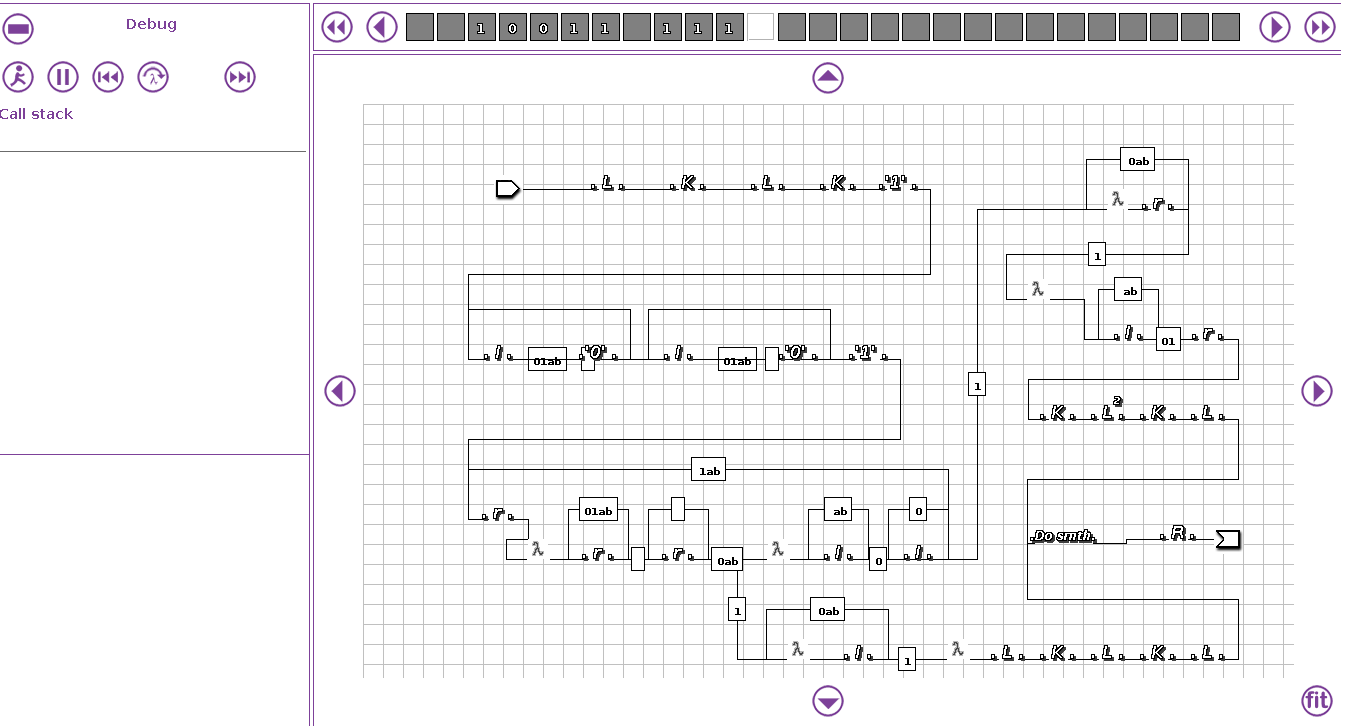 Debug
1 0 0 1 1 1 1 1
λ
Call stack
0ab
.L. .K. .L. .K. .'1'.
λ .r.
1
λ ab
.l. 01 .r.
.l. 01ab .'0'. .l. 01ab .'0'. .'1'.
1
.K. .L.² .K. .L.
1ab
01ab ab 0
.r.
λ .r. .r. 0ab λ .l. 0 .l.
.Do smth. .R.
1 0ab
λ .l. 1 λ .L. .K. .L. .K. .L.
fit